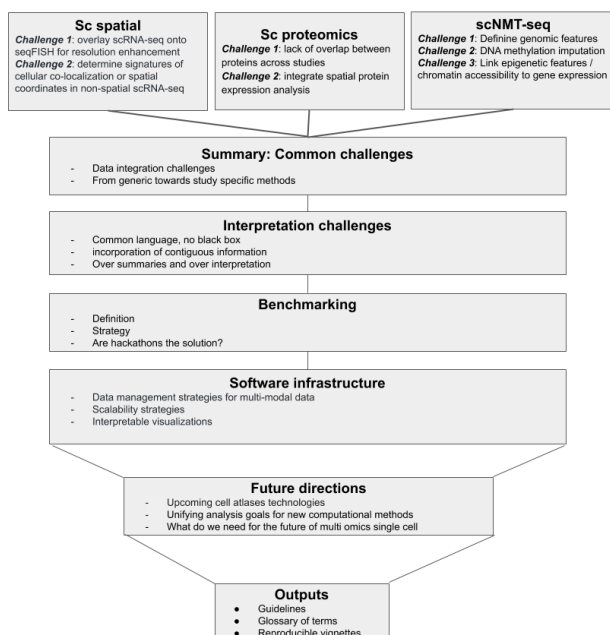 Sc spatial
Challenge 1: overlay scRNA-seq onto
seqFISH for resolution enhancement
Challenge 2: determine signatures of
cellular co-localization or spatial
coordinates in non-spatial scRNA-seq
Sc proteomics
Challenge 1: lack of overlap between
proteins across studies
Challenge 2: integrate spatial protein
expression analysis
scNMT-seq
Challenge 1: Definine genomic features
Challenge 2: DNA methylation imputation
Challenge 3: Link epigenetic features /
chromatin accessibility to gene expression
Summary: Common challenges
- Data integration challenges
- From generic towards study specific methods
Interpretation challenges
- Common language, no black box
- incorporation of contiguous information
- Over summaries and over interpretation
Benchmarking
- Definition
- Strategy
- Are hackathons the solution?
Software infrastructure
- Data management strategies for multi-modal data
- Scalability strategies
- Interpretable visualizations
Future directions
- Upcoming cell atlases technologies
- Unifying analysis goals for new computational methods
- What do we need for the future of multi omics single cell
Outputs
● Guidelines
● Glossary of terms
● Reproducible vignettes